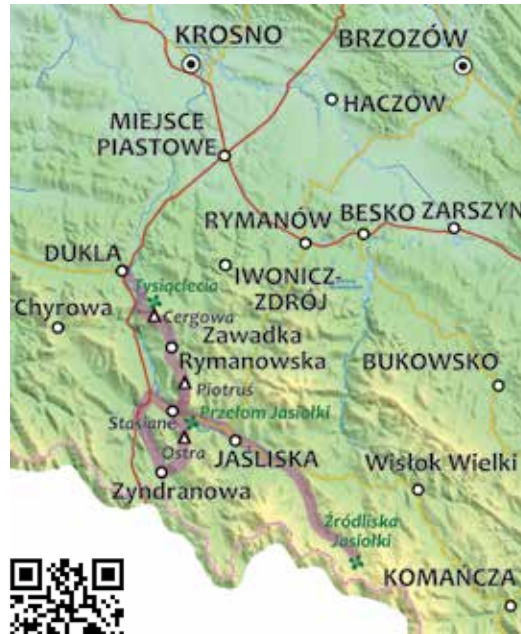 KROSNO
BRZOZÓW
HACZÓW
MIEJSCE
PIASTOWE
RYMANÓW
BESKO
ZARSZYN
DUKLA
Tysiąclecia
IWONICZ-
ZDRÓJ
Chyrowa
Cergowa
Zawadka
Rymanowska
BUKOWSKO
Piotruś
Stasiane
Przełom Jasiołki
Ostra
JAŚLISKA
Wisłok Wielki
Zyndranowa
Źródliska
Jasiołki
KOMAŃCZA